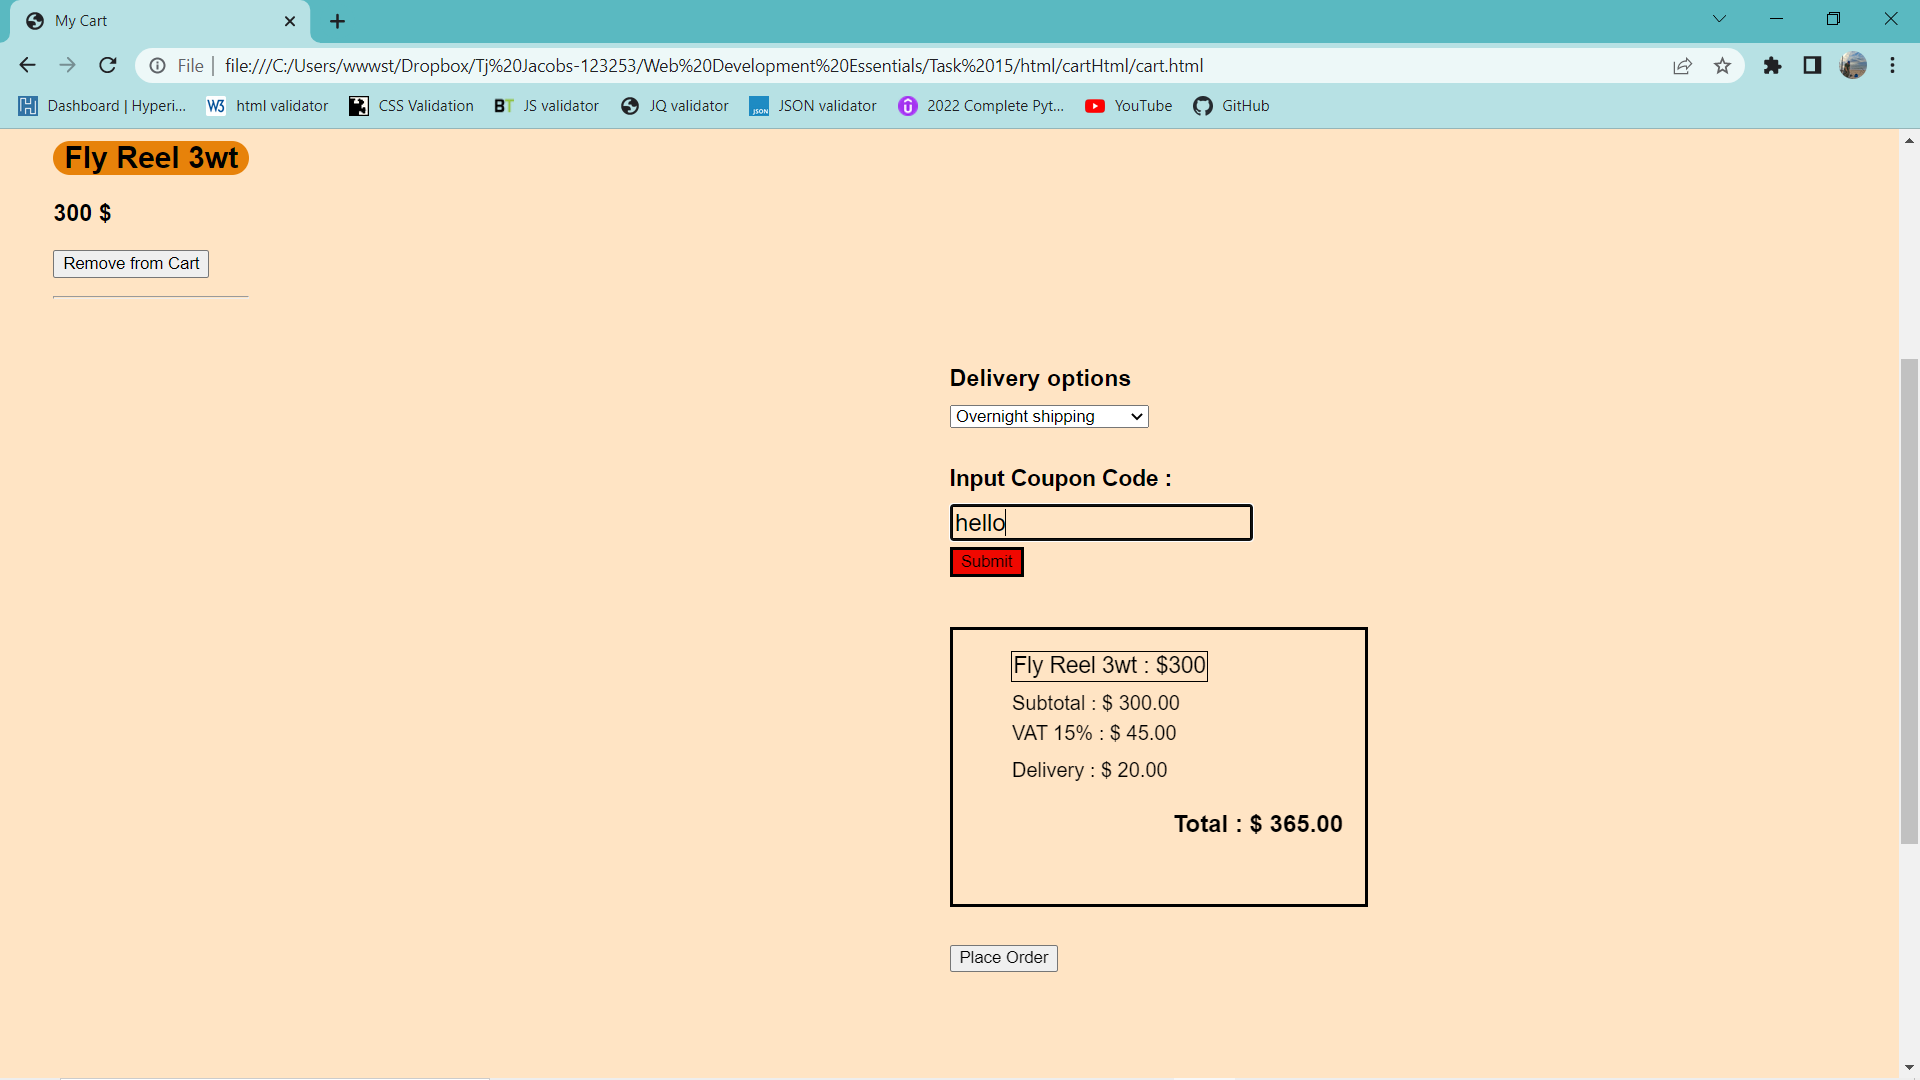 My Cart
File file:///C:/Users/wwwst/Dropbox/Tj%20Jacobs-123253/Web%20Development%20Essentials/Task%2015/html/cartHtml/cart.html
Dashboard | Hyperi... W3 html validator CSS Validation BT JS validator JQ validator JSON JSON validator 2022 Complete Pyt... YouTube GitHub
Fly Reel 3wt
300 $
Remove from Cart
Delivery options
Overnight shipping
Input Coupon Code :
hello
Submit
Fly Reel 3wt : $300
Subtotal : $ 300.00
VAT 15% : $ 45.00
Delivery : $ 20.00
Total : $ 365.00
Place Order